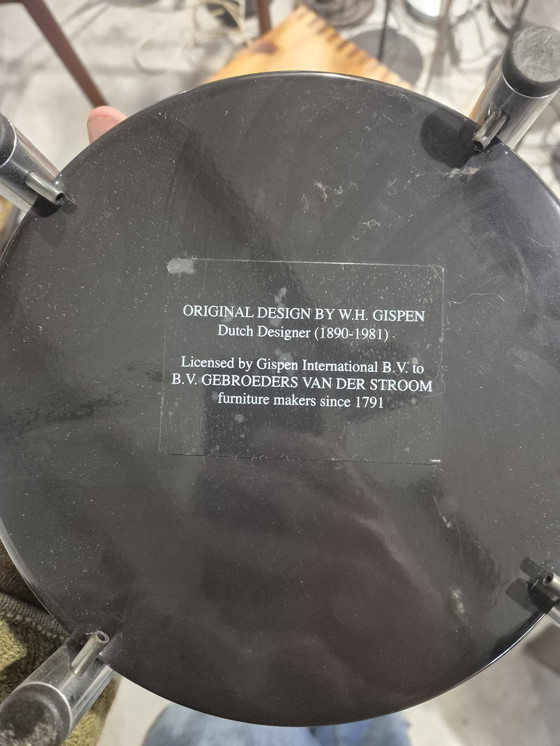 ORIGINAL DESIGN BY W.H. GISPEN
Dutch Designer (1890-1981)
Licensed by Gispen International B.V. to
B.V. GEBROEDERS VAN DER STROOM
furniture makers since 1791